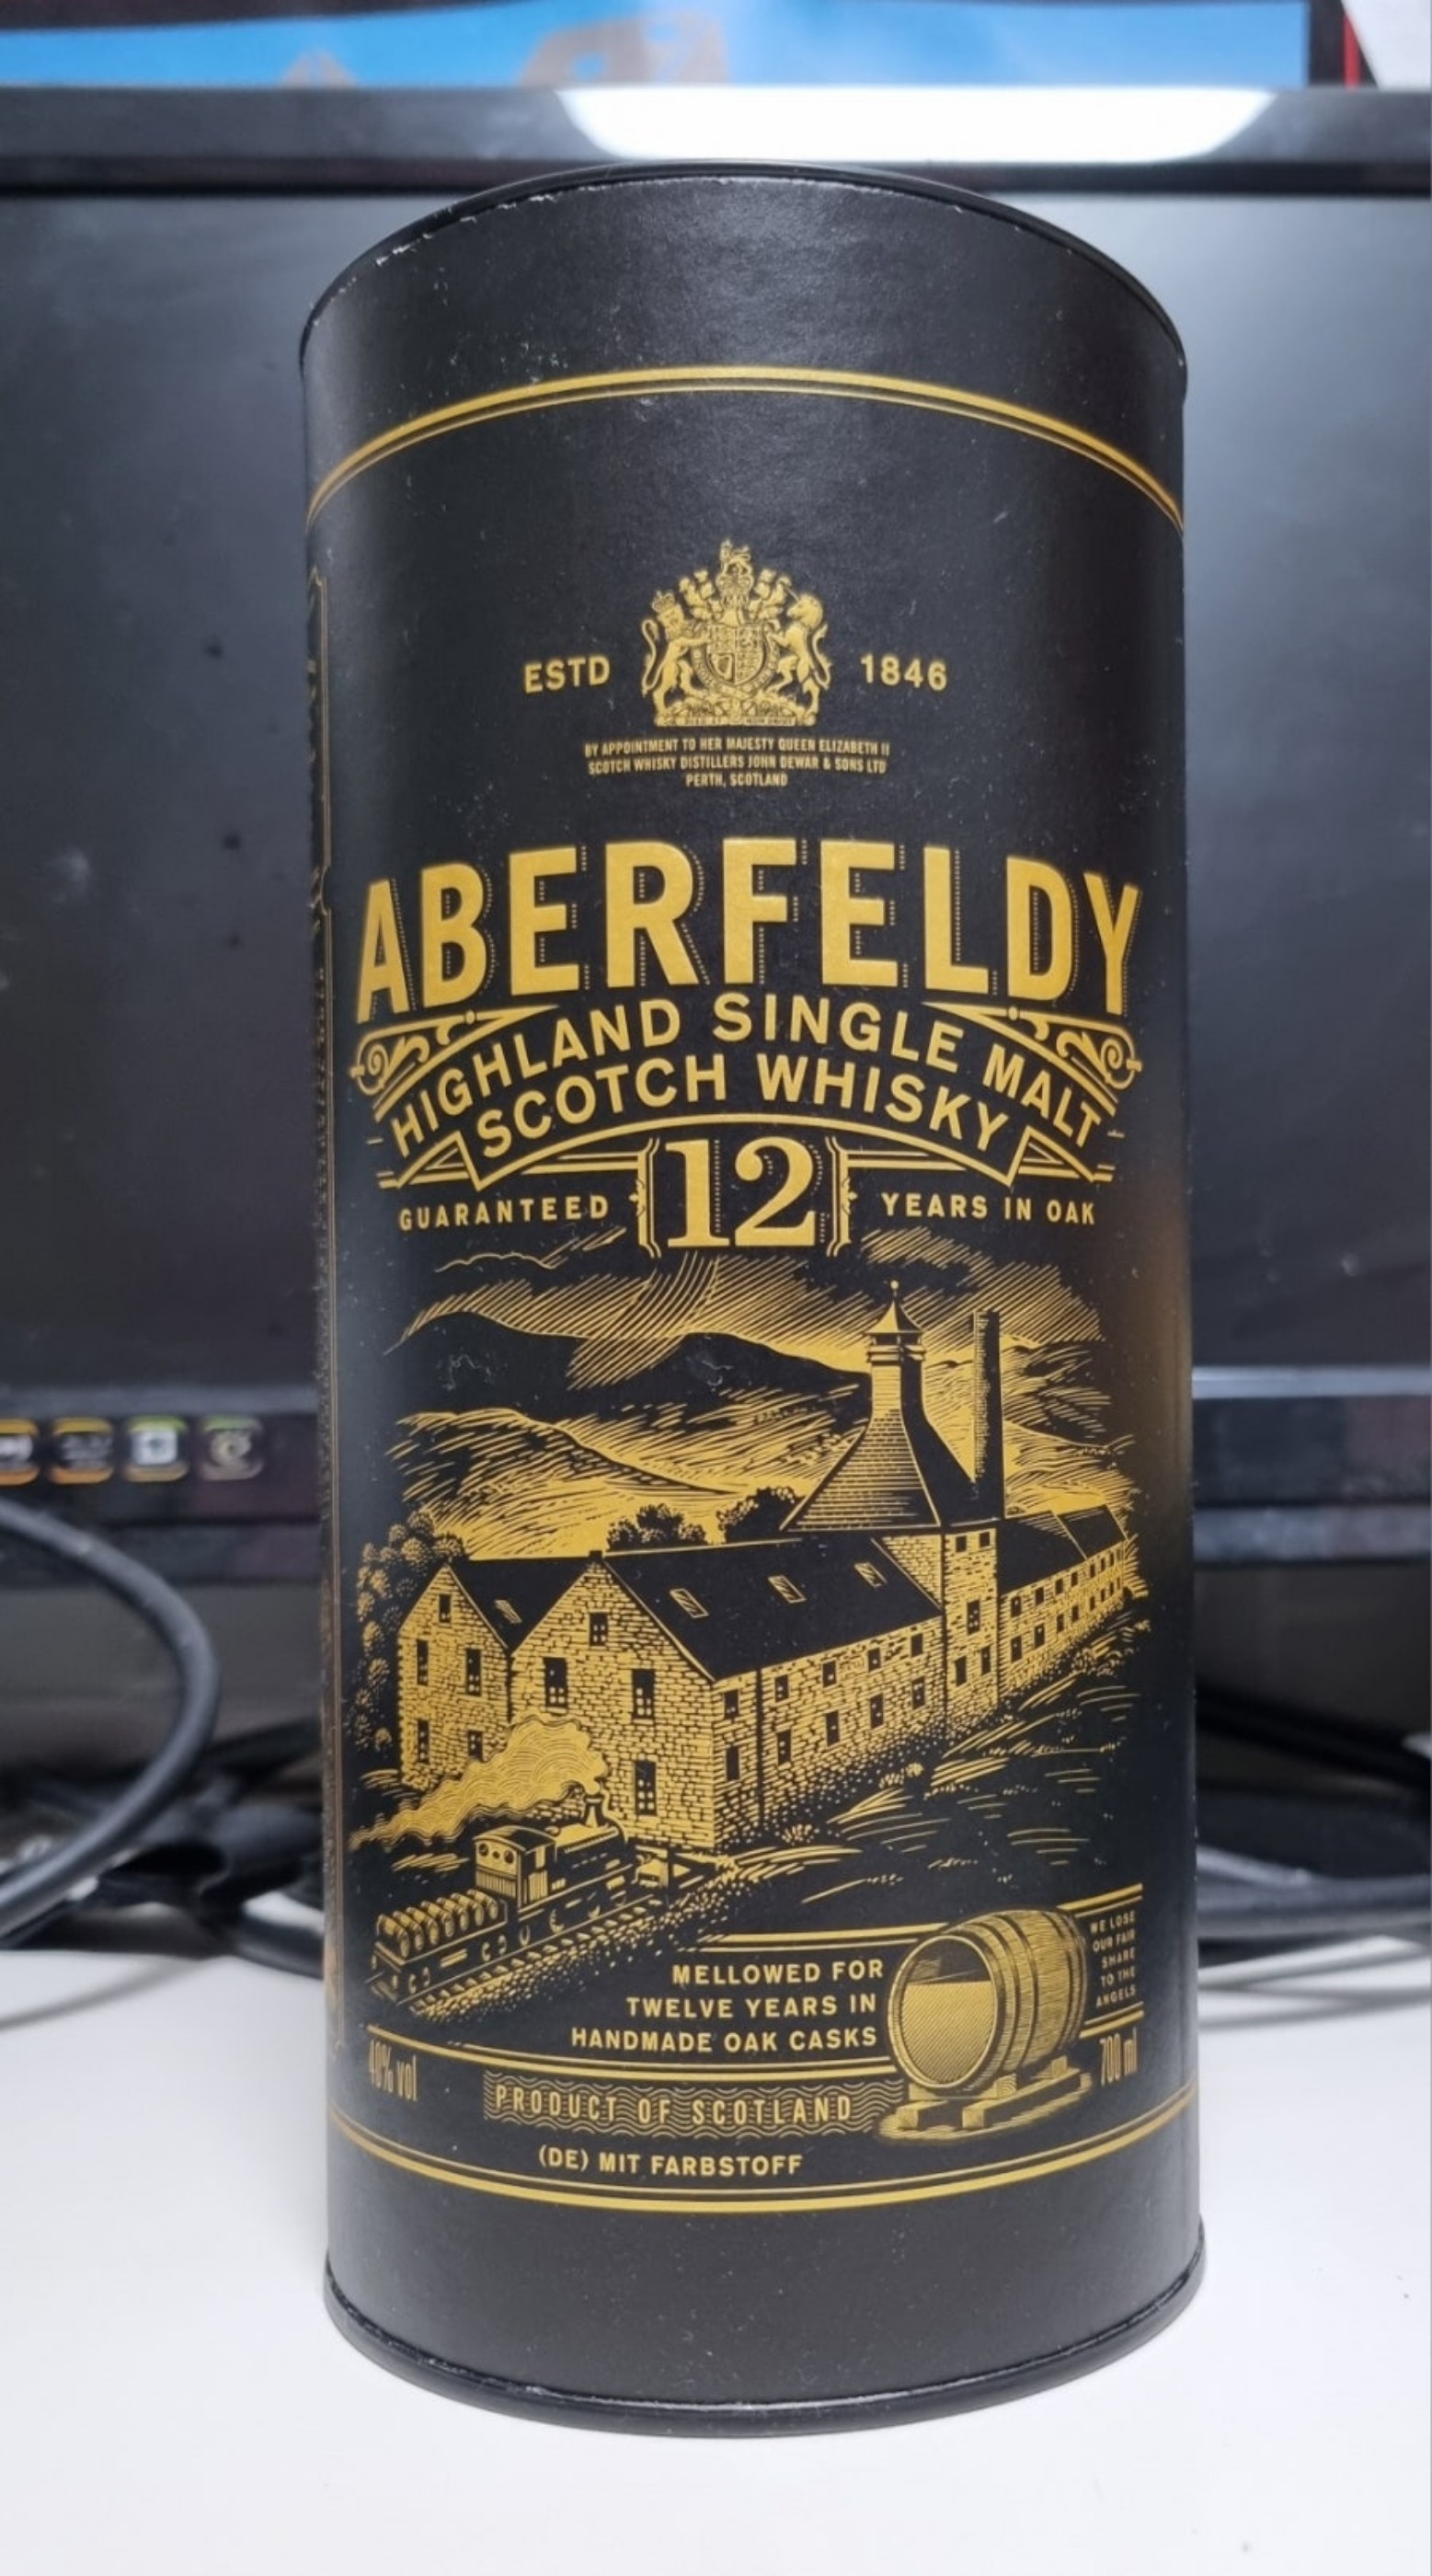 ESTD 1846
BY APPOINTMENT TO HER MAJESTY QUEEN ELIZABETH II
SCOTCH WHISKY DISTILLERS JOHN DEWAR & SONS LTD
PERTH, SCOTLAND
ABERFELDY
HIGHLAND SINGLE MALT
SCOTCH WHISKY
GUARANTEED 12 YEARS IN OAK
MELLOWED FOR
TWELVE YEARS IN
HANDMADE OAK CASKS
WE LOSE
OUR FAIR
SHARE
TO THE
ANGELS
40% vol
700 ml
PRODUCT OF SCOTLAND
(DE) MIT FARBSTOFF